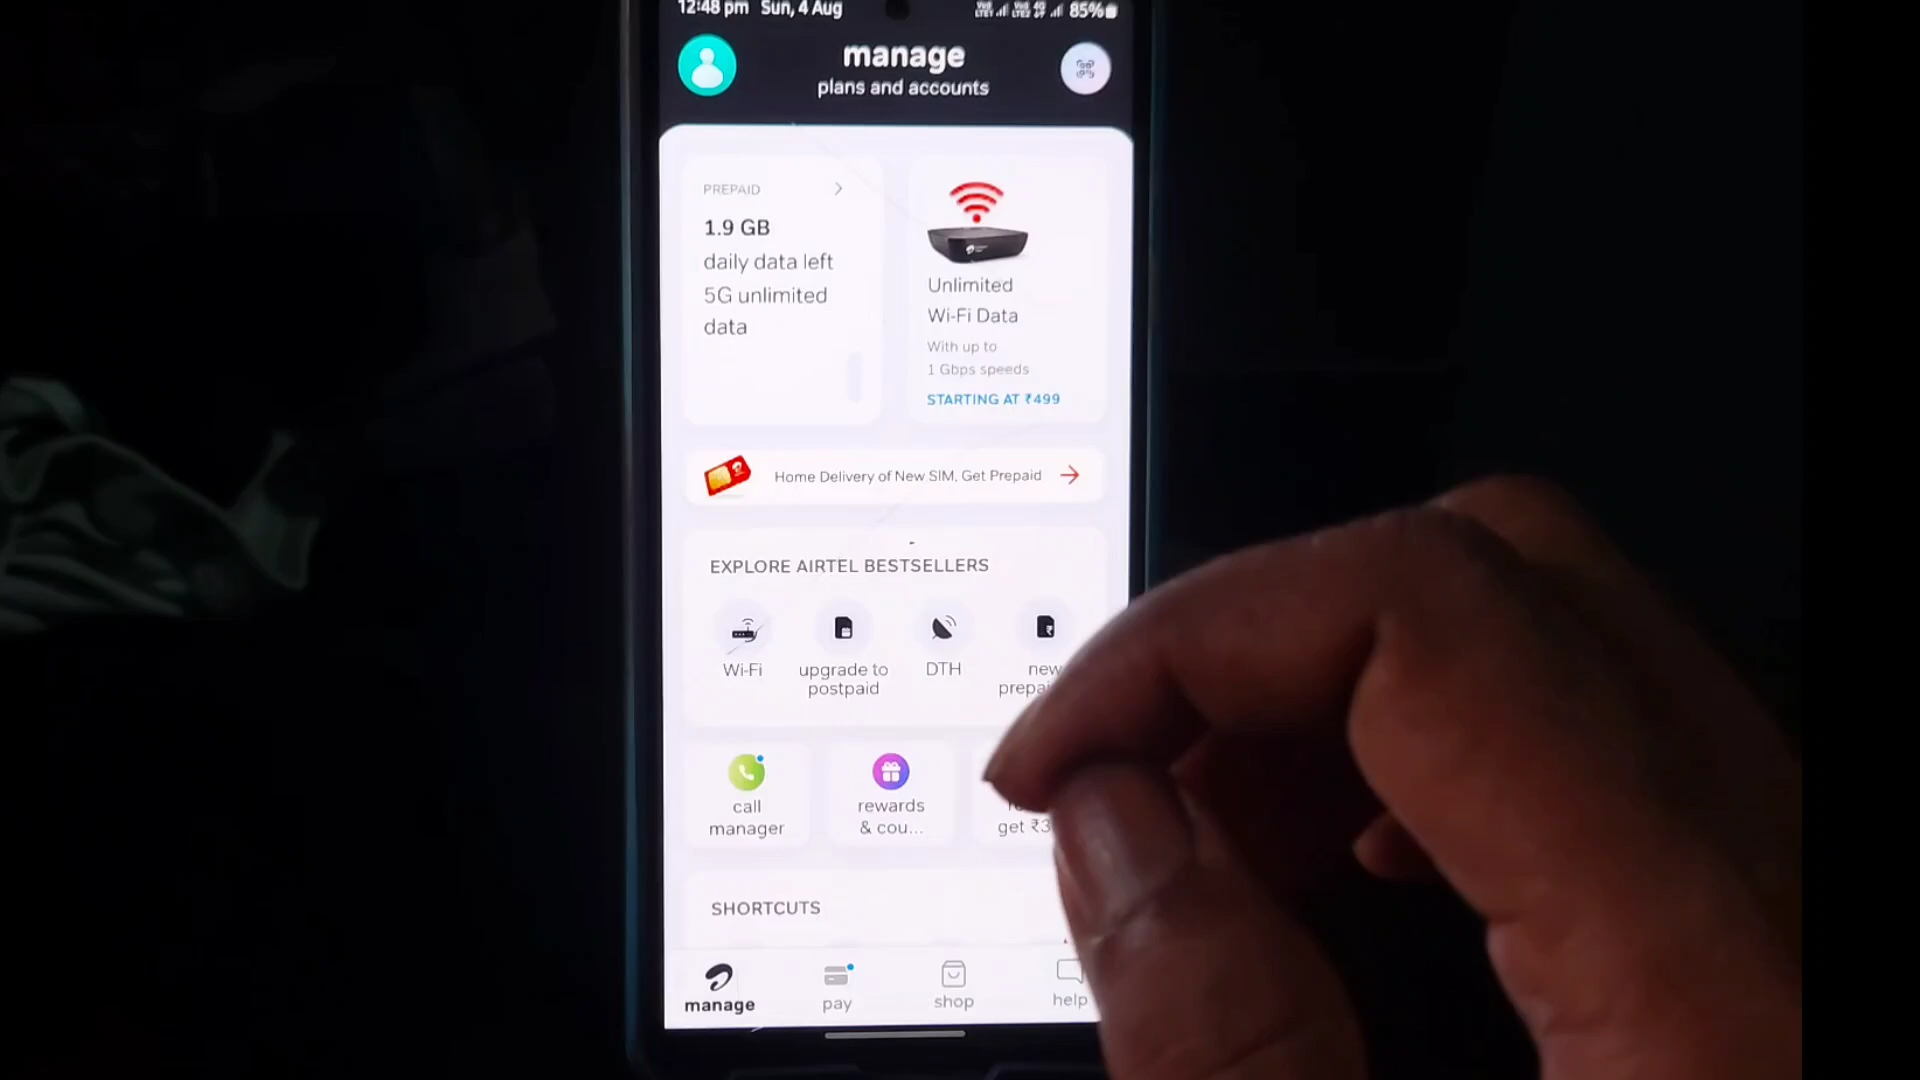 12:48 pm Sun, 4 Aug
85%
manage
plans and accounts
PREPAID
1.9 GB
daily data left
5G unlimited
data
Unlimited
Wi-Fi Data
With up to
1 Gbps speeds
STARTING AT ₹499
Home Delivery of New SIM, Get Prepaid
EXPLORE AIRTEL BESTSELLERS
Wi-Fi
upgrade to
postpaid
DTH
new
call
manager
rewards
& cou...
get ₹3
SHORTCUTS
manage
pay
shop
help